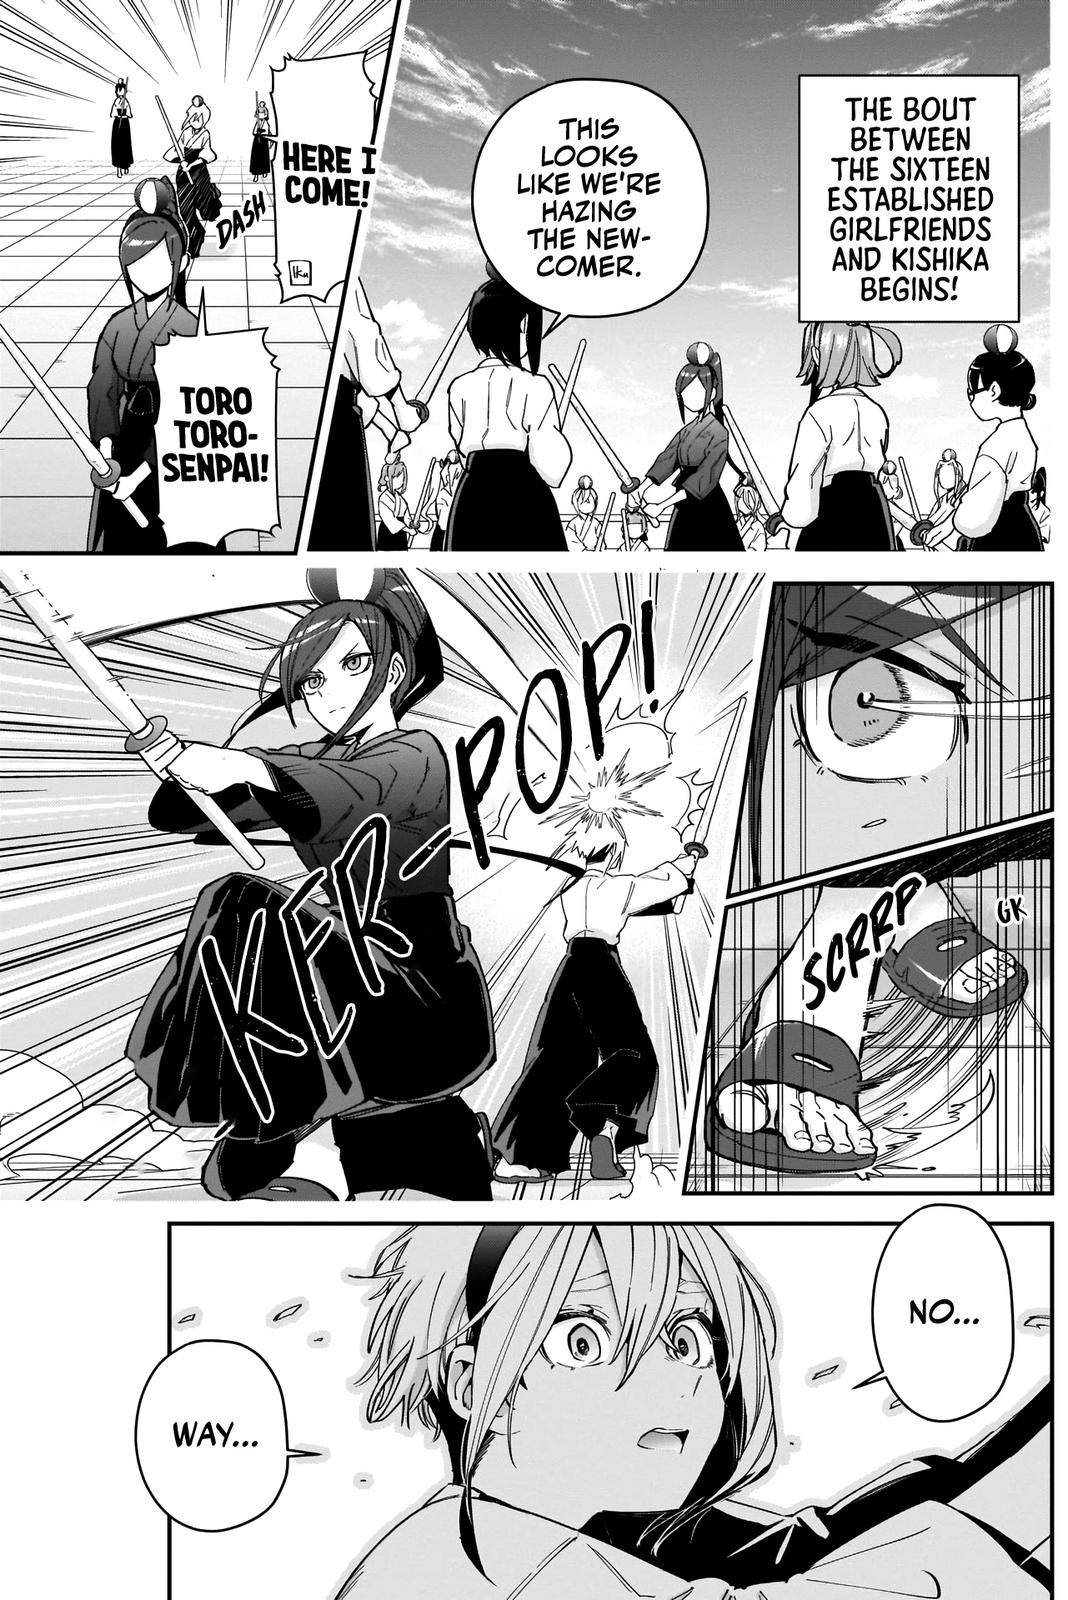 THE BOUT
BETWEEN
THE SIXTEEN
ESTABLISHED
GIRLFRIENDS
AND KISHIKA
BEGINS!
THIS
LOOKS
LIKE WE'RE
HAZING
THE NEW-
COMER.
HERE I
COME!
Iku
DASH
TORO
TORO-
SENPAI!
SCRRP
GK
KER-POP!
NO...
WAY...